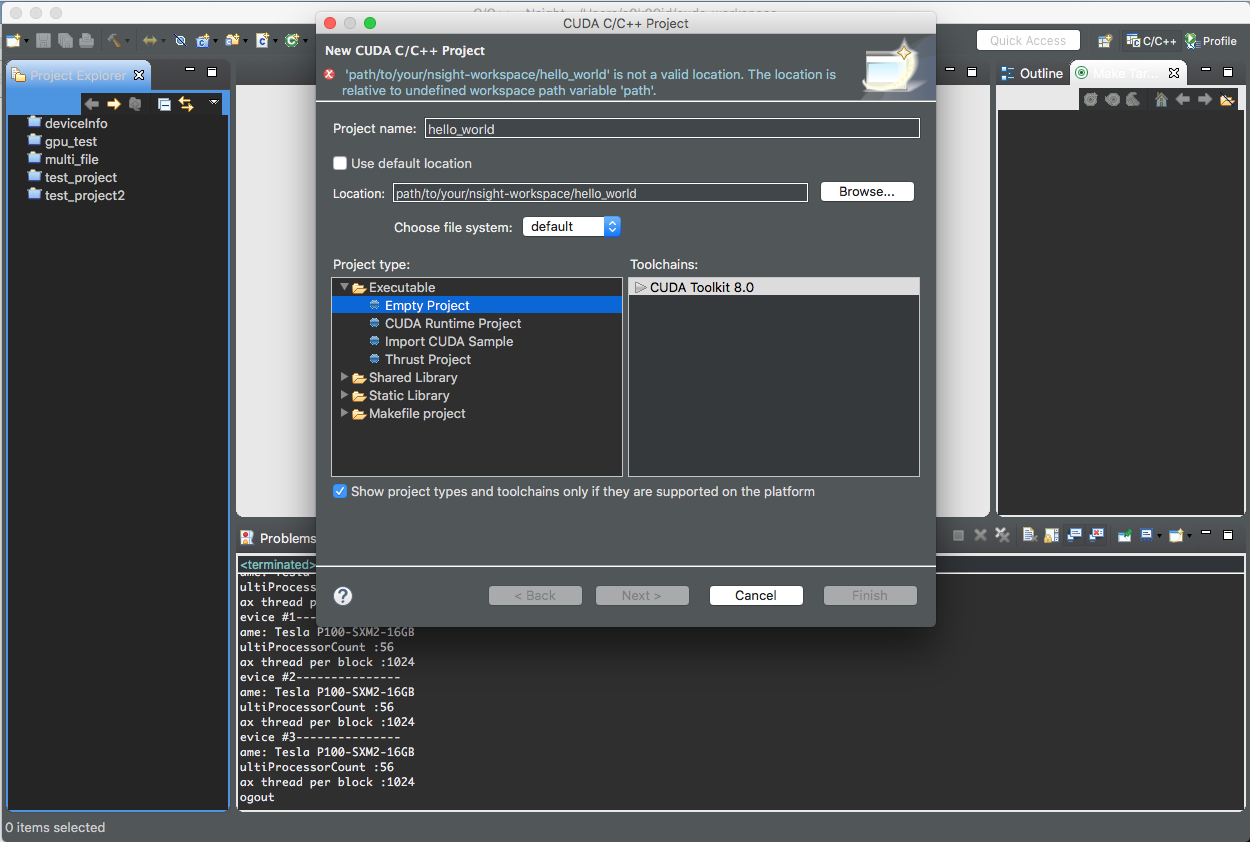 CUDA C/C++ Project
Quick Access
C/C++
Profile
Project Explorer
deviceInfo
gpu_test
multi_file
test_project
test_project2
New CUDA C/C++ Project
'path/to/your/nsight-workspace/hello_world' is not a valid location. The location is
relative to undefined workspace path variable 'path'.
Project name:
hello_world
Use default location
Location:
path/to/your/nsight-workspace/hello_world
Browse...
Choose file system:
default
Project type:
Executable
Empty Project
CUDA Runtime Project
Import CUDA Sample
Thrust Project
Shared Library
Static Library
Makefile project
Toolchains:
CUDA Toolkit 8.0
Show project types and toolchains only if they are supported on the platform
< Back
Next >
Cancel
Finish
Outline
Make Tar...
Problems
<terminated>
ultiProcess
ax thread p
evice #1---
ame: Tesla P100-SXM2-16GB
ultiProcessorCount :56
ax thread per block :1024
evice #2---------------
ame: Tesla P100-SXM2-16GB
ultiProcessorCount :56
ax thread per block :1024
evice #3---------------
ame: Tesla P100-SXM2-16GB
ultiProcessorCount :56
ax thread per block :1024
ogout
0 items selected